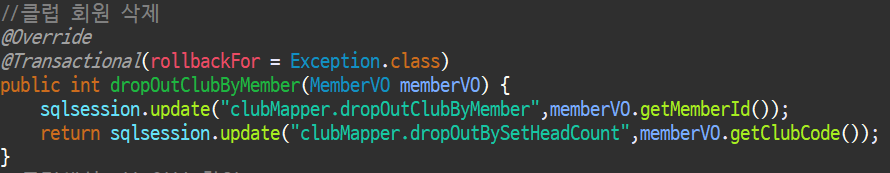 //클럽 회원 삭제
@Override
@Transactional(rollbackFor = Exception.class)
public int dropOutClubByMember(MemberVO memberVO) {
    sqlsession.update("clubMapper.dropOutClubByMember",memberVO.getMemberId());
    return sqlsession.update("clubMapper.dropOutBySetHeadCount",memberVO.getClubCode());
}